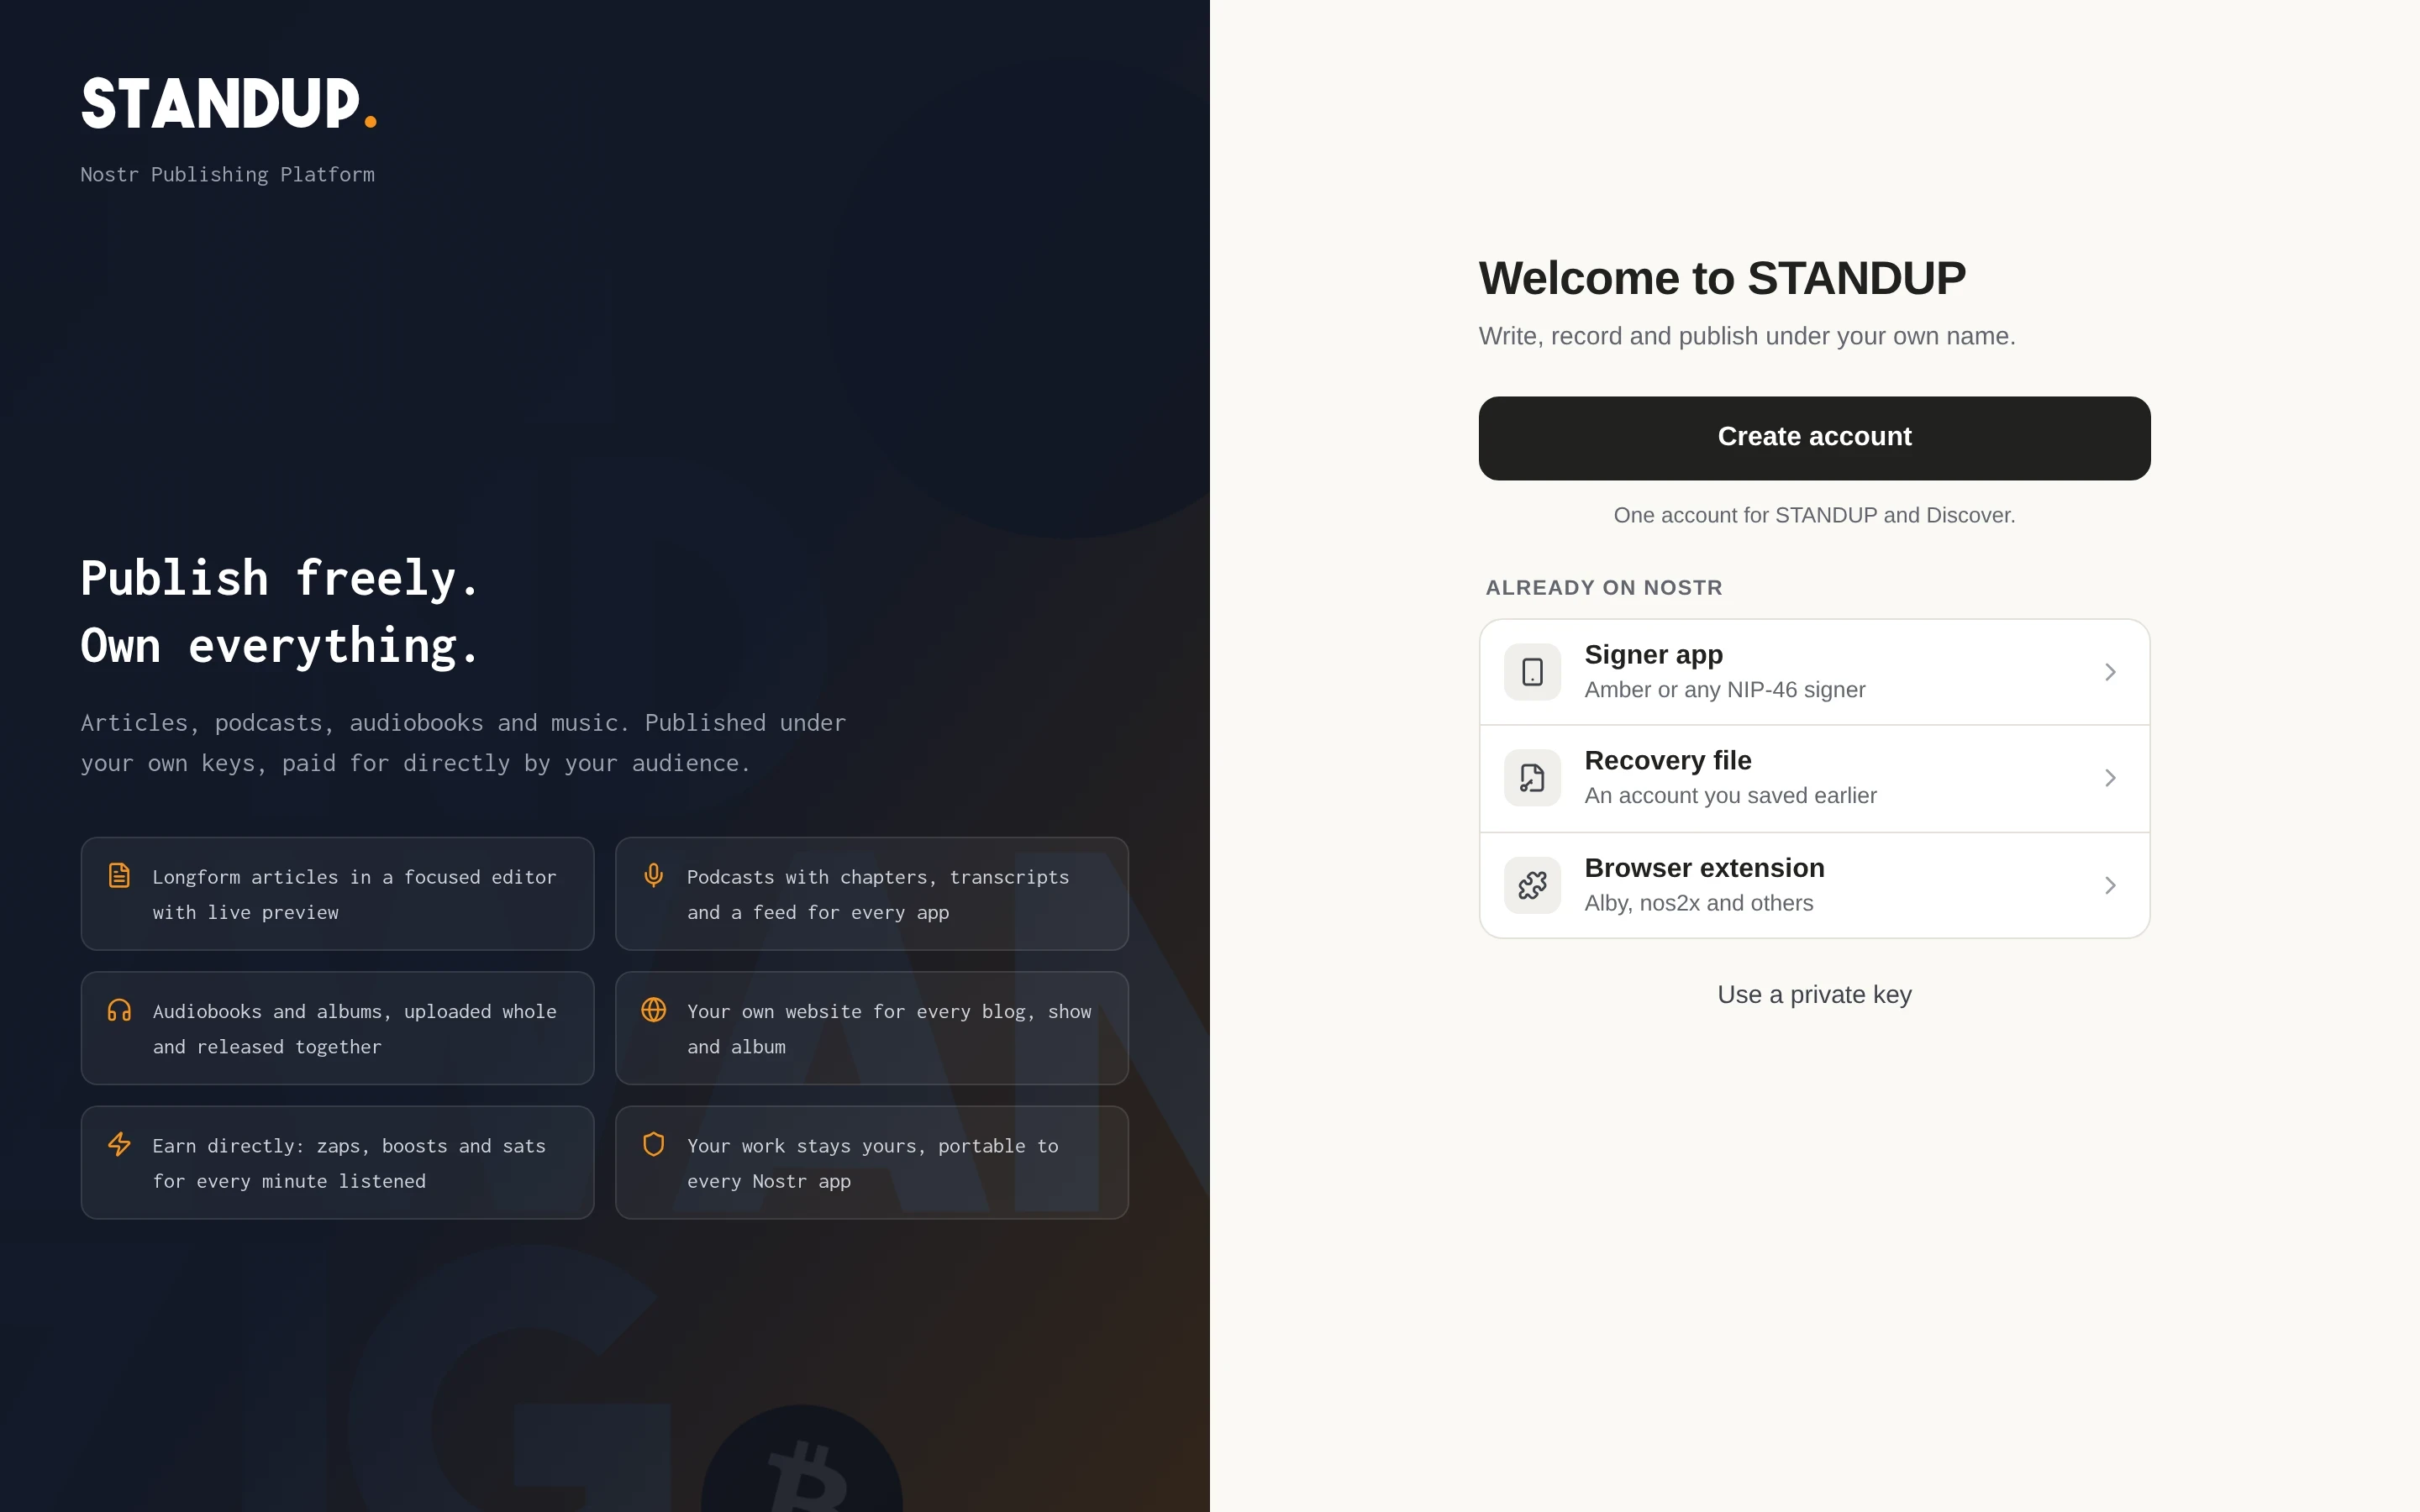 STANDUP.
Nostr Publishing Platform
Publish freely.
Own everything.
Articles, podcasts, audiobooks and music. Published under
your own keys, paid for directly by your audience.
Longform articles in a focused editor
with live preview
Podcasts with chapters, transcripts
and a feed for every app
Audiobooks and albums, uploaded whole
and released together
Your own website for every blog, show
and album
Earn directly: zaps, boosts and sats
for every minute listened
Your work stays yours, portable to
every Nostr app
Welcome to STANDUP
Write, record and publish under your own name.
Create account
One account for STANDUP and Discover.
ALREADY ON NOSTR
Signer app
Amber or any NIP-46 signer
Recovery file
An account you saved earlier
Browser extension
Alby, nos2x and others
Use a private key